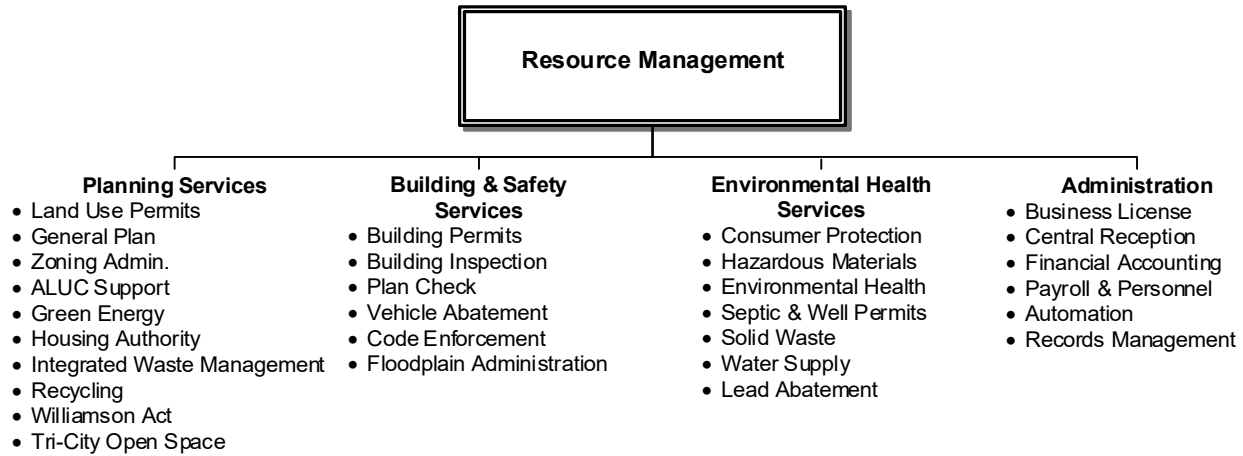 Resource Management
Planning Services
• Land Use Permits
• General Plan
• Zoning Admin.
• ALUC Support
• Green Energy
• Housing Authority
• Integrated Waste Management
• Recycling
• Williamson Act
• Tri-City Open Space
Building & Safety
Services
• Building Permits
• Building Inspection
• Plan Check
• Vehicle Abatement
• Code Enforcement
• Floodplain Administration
Environmental Health
Services
• Consumer Protection
• Hazardous Materials
• Environmental Health
• Septic & Well Permits
• Solid Waste
• Water Supply
• Lead Abatement
Administration
• Business License
• Central Reception
• Financial Accounting
• Payroll & Personnel
• Automation
• Records Management